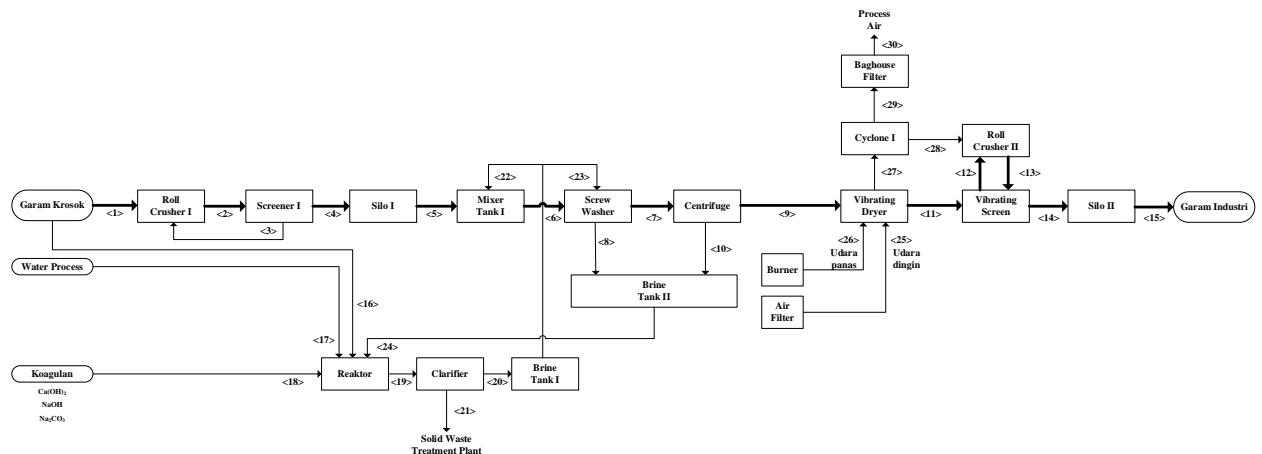 Process
Air
<30>
Baghouse
Filter
<29>
Cyclone I
<28>
Roll
Crusher II
<27>
<12>
<13>
<22>
<23>
Garam Krosok
<1>
Roll
Crusher I
<2>
Screener I
<4>
Silo I
<5>
Mixer
Tank I
<6>
Screw
Washer
<7>
Centrifuge
<9>
Vibrating
Dryer
<11>
Vibrating
Screen
<14>
Silo II
<15>
Garam Industri
<3>
<8>
<10>
<26>
Udara
panas
<25>
Udara
dingin
Water Process
Burner
Brine
Tank II
<16>
Air
Filter
<17>
<24>
Koagulan
<18>
Reaktor
<19>
Clarifier
<20>
Brine
Tank I
Ca(OH)₂
NaOH
Na₂CO₃
<21>
Solid Waste
Treatment Plant